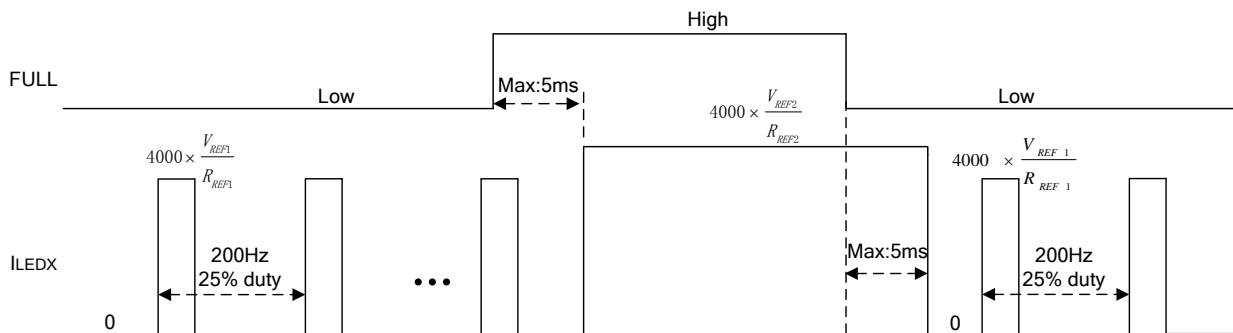 High
FULL
Low
Max:5ms
Low
4000 × V_REF1 / R_REF1
4000 × V_REF2 / R_REF2
4000 × V_REF 1 / R_REF 1
ILEDX
200Hz
25% duty
•••
Max:5ms
200Hz
25% duty
0
0